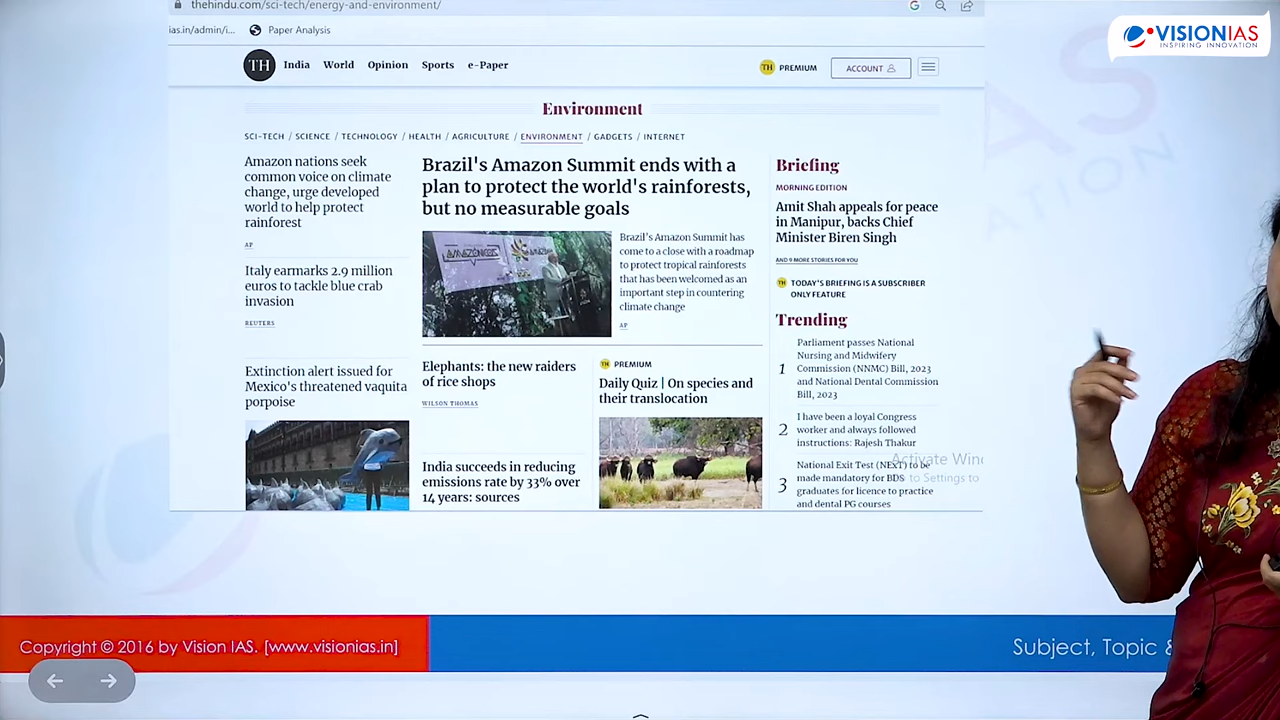 thehindu.com/sci-tech/energy-and-environment/
ias.in/admin/i...
Paper Analysis
VISIONIAS
INSPIRING INNOVATION
TH
India
World
Opinion
Sports
e-Paper
TH PREMIUM
ACCOUNT
Environment
SCI-TECH / SCIENCE / TECHNOLOGY / HEALTH / AGRICULTURE / ENVIRONMENT / GADGETS / INTERNET
Amazon nations seek
common voice on climate
change, urge developed
world to help protect
rainforest
AP
Italy earmarks 2.9 million
euros to tackle blue crab
invasion
REUTERS
Extinction alert issued for
Mexico's threatened vaquita
porpoise
Brazil's Amazon Summit ends with a
plan to protect the world's rainforests,
but no measurable goals
Brazil's Amazon Summit has
come to a close with a roadmap
to protect tropical rainforests
that has been welcomed as an
important step in countering
climate change
AP
Elephants: the new raiders
of rice shops
WILSON THOMAS
India succeeds in reducing
emissions rate by 33% over
14 years: sources
TH PREMIUM
Daily Quiz | On species and
their translocation
Briefing
MORNING EDITION
Amit Shah appeals for peace
in Manipur, backs Chief
Minister Biren Singh
AND 9 MORE STORIES FOR YOU
TH TODAY'S BRIEFING IS A SUBSCRIBER
ONLY FEATURE
Trending
1
Parliament passes National
Nursing and Midwifery
Commission (NNMC) Bill, 2023
and National Dental Commission
Bill, 2023
2
I have been a loyal Congress
worker and always followed
instructions: Rajesh Thakur
3
National Exit Test (NExT) to be
made mandatory for BDS
graduates for licence to practice
and dental PG courses
Activate Wind
to Settings to
Copyright © 2016 by Vision IAS. [www.visionias.in]
Subject, Topic &